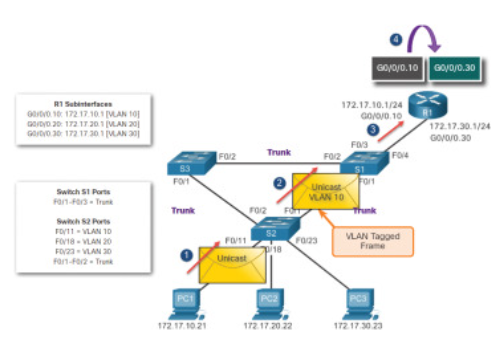 4
G0/0/0.10
G0/0/0.30
R1 Subinterfaces
G0/0/0.10: 172.17.10.1 [VLAN 10]
G0/0/0.20: 172.17.20.1 [VLAN 20]
G0/0/0.30: 172.17.30.1 [VLAN 30]
172.17.10.1/24
G0/0/0.10
R1
3
172.17.30.1/24
G0/0/0.30
F0/3
Trunk
F0/2
F0/2
S1
F0/4
S3
F0/1
F0/1
2
Unicast
VLAN 10
Switch S1 Ports
F0/1-F0/3 = Trunk
Switch S2 Ports
F0/11 = VLAN 10
F0/18 = VLAN 20
F0/23 = VLAN 30
F0/1-F0/2 = Trunk
Trunk
Trunk
F0/2
F0/1
S2
VLAN Tagged
Frame
F0/11
F0/23
F0/18
1
Unicast
PC1
PC2
PC3
172.17.10.21
172.17.20.22
172.17.30.23